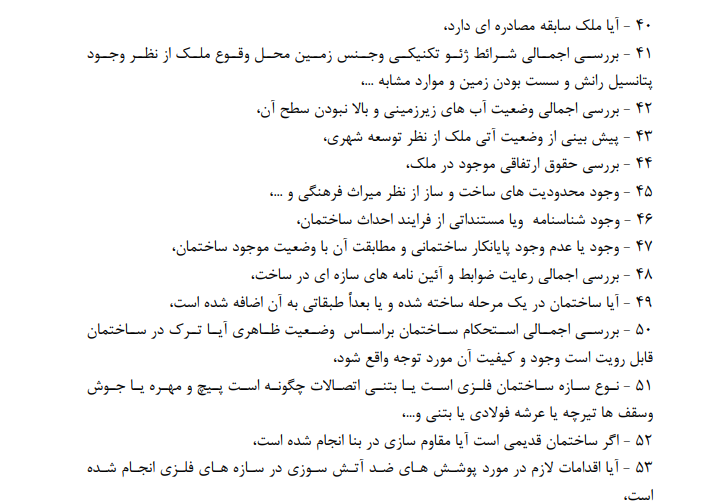 ۴۰ - آیا ملک سابقه مصادره ای دارد،
۴۱ - بررسی اجمالی شرائط ژئو تکنیکی وجنس زمین محل وقوع ملک از نظر وجود
پتانسیل رانش و سست بودن زمین و موارد مشابه ...،
۴۲ - بررسی اجمالی وضعیت آب های زیرزمینی و بالا نبودن سطح آن،
۴۳ - پیش بینی از وضعیت آتی ملک از نظر توسعه شهری،
۴۴ - بررسی حقوق ارتفاقی موجود در ملک،
۴۵ - وجود محدودیت های ساخت و ساز از نظر میراث فرهنگی و ...،
۴۶ - وجود شناسنامه ویا مستنداتی از فرایند احداث ساختمان،
۴۷ - وجود یا عدم وجود پایانکار ساختمانی و مطابقت آن با وضعیت موجود ساختمان،
۴۸ - بررسی اجمالی رعایت ضوابط و آئین نامه های سازه ای در ساخت،
۴۹ - آیا ساختمان در یک مرحله ساخته شده و یا بعداً طبقاتی به آن اضافه شده است،
۵۰ - بررسی اجمالی استحکام ساختمان براساس وضعیت ظاهری آیا ترک در ساختمان
قابل رویت است وجود و کیفیت آن مورد توجه واقع شود،
۵۱ - نوع سازه ساختمان فلزی است یا بتنی اتصالات چگونه است پیچ و مهره یا جوش
وسقف ها تیرچه یا عرشه فولادی یا بتنی و...،
۵۲ - اگر ساختمان قدیمی است آیا مقاوم سازی در بنا انجام شده است،
۵۳ - آیا اقدامات لازم در مورد پوشش های ضد آتش سوزی در سازه های فلزی انجام شده
است،